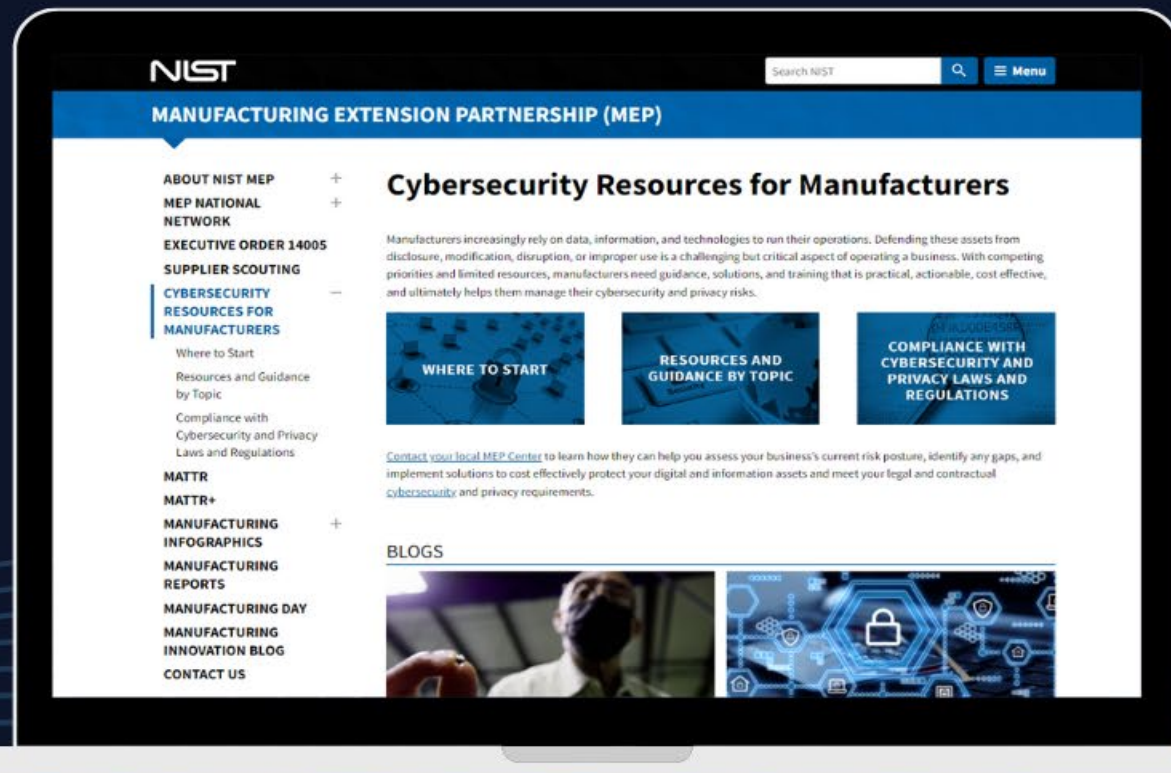 NIST
Search NIST
Menu
MANUFACTURING EXTENSION PARTNERSHIP (MEP)
ABOUT NIST MEP
MEP NATIONAL
NETWORK
EXECUTIVE ORDER 14005
SUPPLIER SCOUTING
CYBERSECURITY
RESOURCES FOR
MANUFACTURERS
Where to Start
Resources and Guidance
by Topic
Compliance with
Cybersecurity and Privacy
Laws and Regulations
MATTR
MATTR+
MANUFACTURING
INFOGRAPHICS
MANUFACTURING
REPORTS
MANUFACTURING DAY
MANUFACTURING
INNOVATION BLOG
CONTACT US
Cybersecurity Resources for Manufacturers
Manufacturers increasingly rely on data, information, and technologies to run their operations. Defending these assets from
disclosure, modification, disruption, or improper use is a challenging but critical aspect of operating a business. With competing
priorities and limited resources, manufacturers need guidance, solutions, and training that is practical, actionable, cost effective,
and ultimately helps them manage their cybersecurity and privacy risks.
WHERE TO START
RESOURCES AND
GUIDANCE BY TOPIC
COMPLIANCE WITH
CYBERSECURITY AND
PRIVACY LAWS AND
REGULATIONS
Contact your local MEP Center to learn how they can help you assess your business's current risk posture, identify any gaps, and
implement solutions to cost effectively protect your digital and information assets and meet your legal and contractual
cybersecurity and privacy requirements.
BLOGS